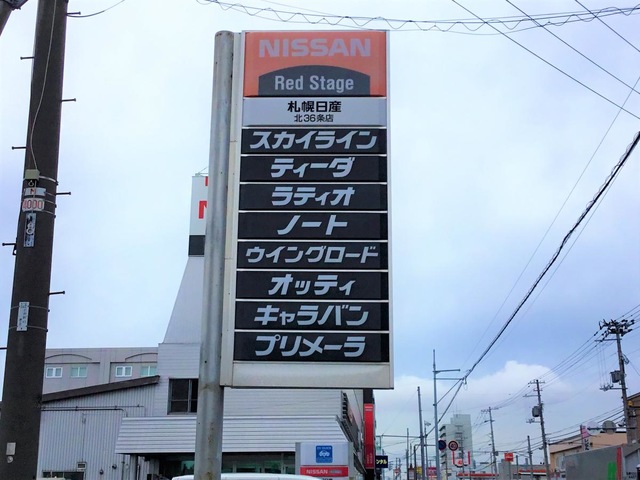 NISSAN
Red Stage
札幌日産
北36条店
スカイライン
ティーダ
ラティオ
ノート
ウイングロード
オッティ
キャラバン
プリメーラ
NISSAN